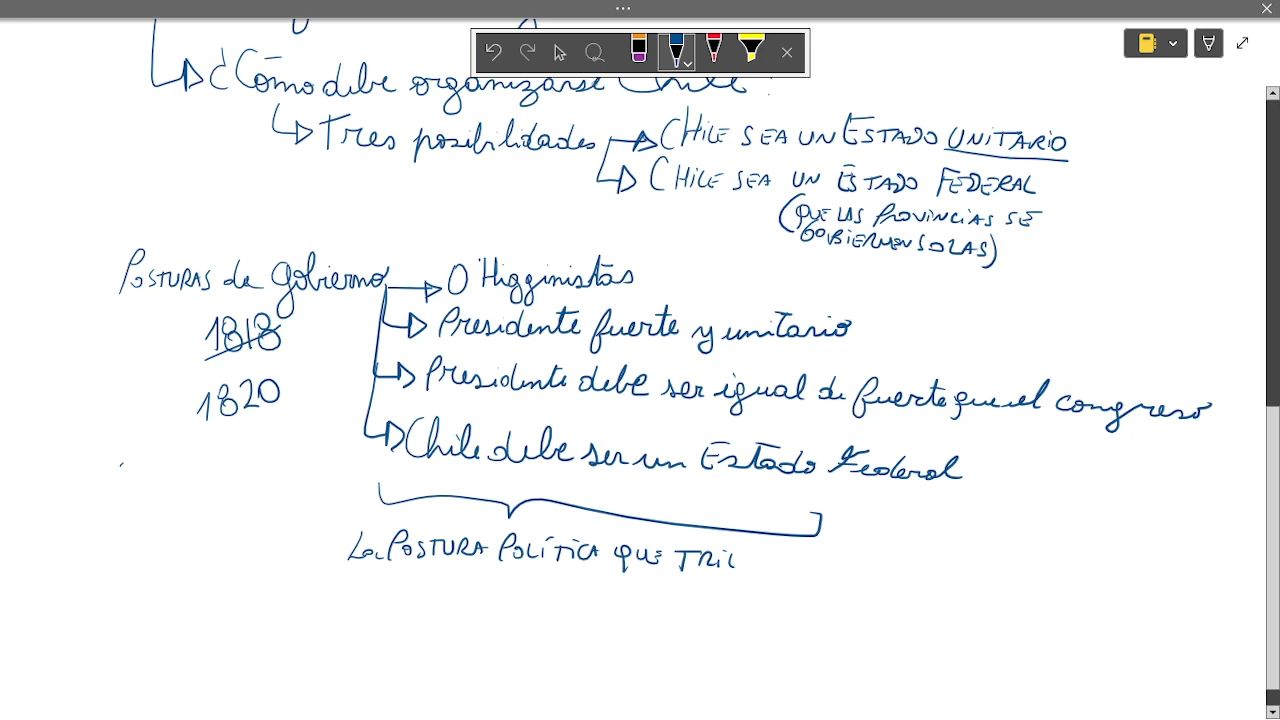 ¿Cómo debe organizarse Chile?
Tres posibilidades
CHILE SEA UN ESTADO UNITARIO
CHILE SEA UN ESTADO FEDERAL
(QUE LAS PROVINCIAS SE
GOBIERNEN SOLAS)
POSTURAS de Gobierno
O'Higginistas
1818
Presidente fuerte y unitario
1820
Presidente debe ser igual de fuerte que el congreso
Chile debe ser un Estado Federal
La POSTURA POLÍTICA QUE TRIU